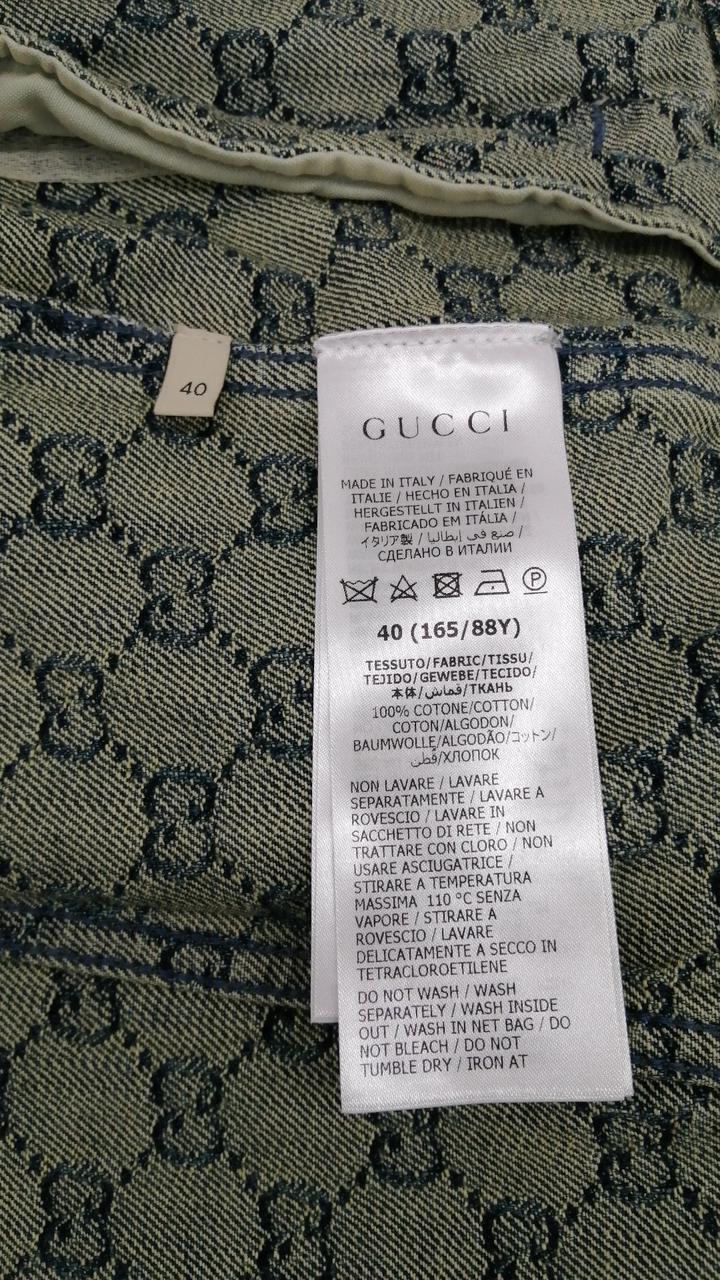 40
GUCCI
MADE IN ITALY / FABRIQUÉ EN
ITALIE / HECHO EN ITALIA /
HERGESTELLT IN ITALIEN /
FABRICADO EM ITÁLIA /
イタリア製 / صنع في إيطاليا /
СДЕЛАНО В ИТАЛИИ
P
40 (165/88Y)
TESSUTO/FABRIC/TISSU/
TEJIDO/GEWEBE/TECIDO/
本体/قماش/ТКАНЬ
100% COTONE/COTTON/
COTON/ALGODON/
BAUMWOLLE/ALGODÃO/コットン/
قطن/ХЛОПОК
NON LAVARE / LAVARE
SEPARATAMENTE / LAVARE A
ROVESCIO / LAVARE IN
SACCHETTO DI RETE / NON
TRATTARE CON CLORO / NON
USARE ASCIUGATRICE /
STIRARE A TEMPERATURA
MASSIMA 110 °C SENZA
VAPORE / STIRARE A
ROVESCIO / LAVARE
DELICATAMENTE A SECCO IN
TETRACLOROETILENE
DO NOT WASH / WASH
SEPARATELY / WASH INSIDE
OUT / WASH IN NET BAG / DO
NOT BLEACH / DO NOT
TUMBLE DRY / IRON AT